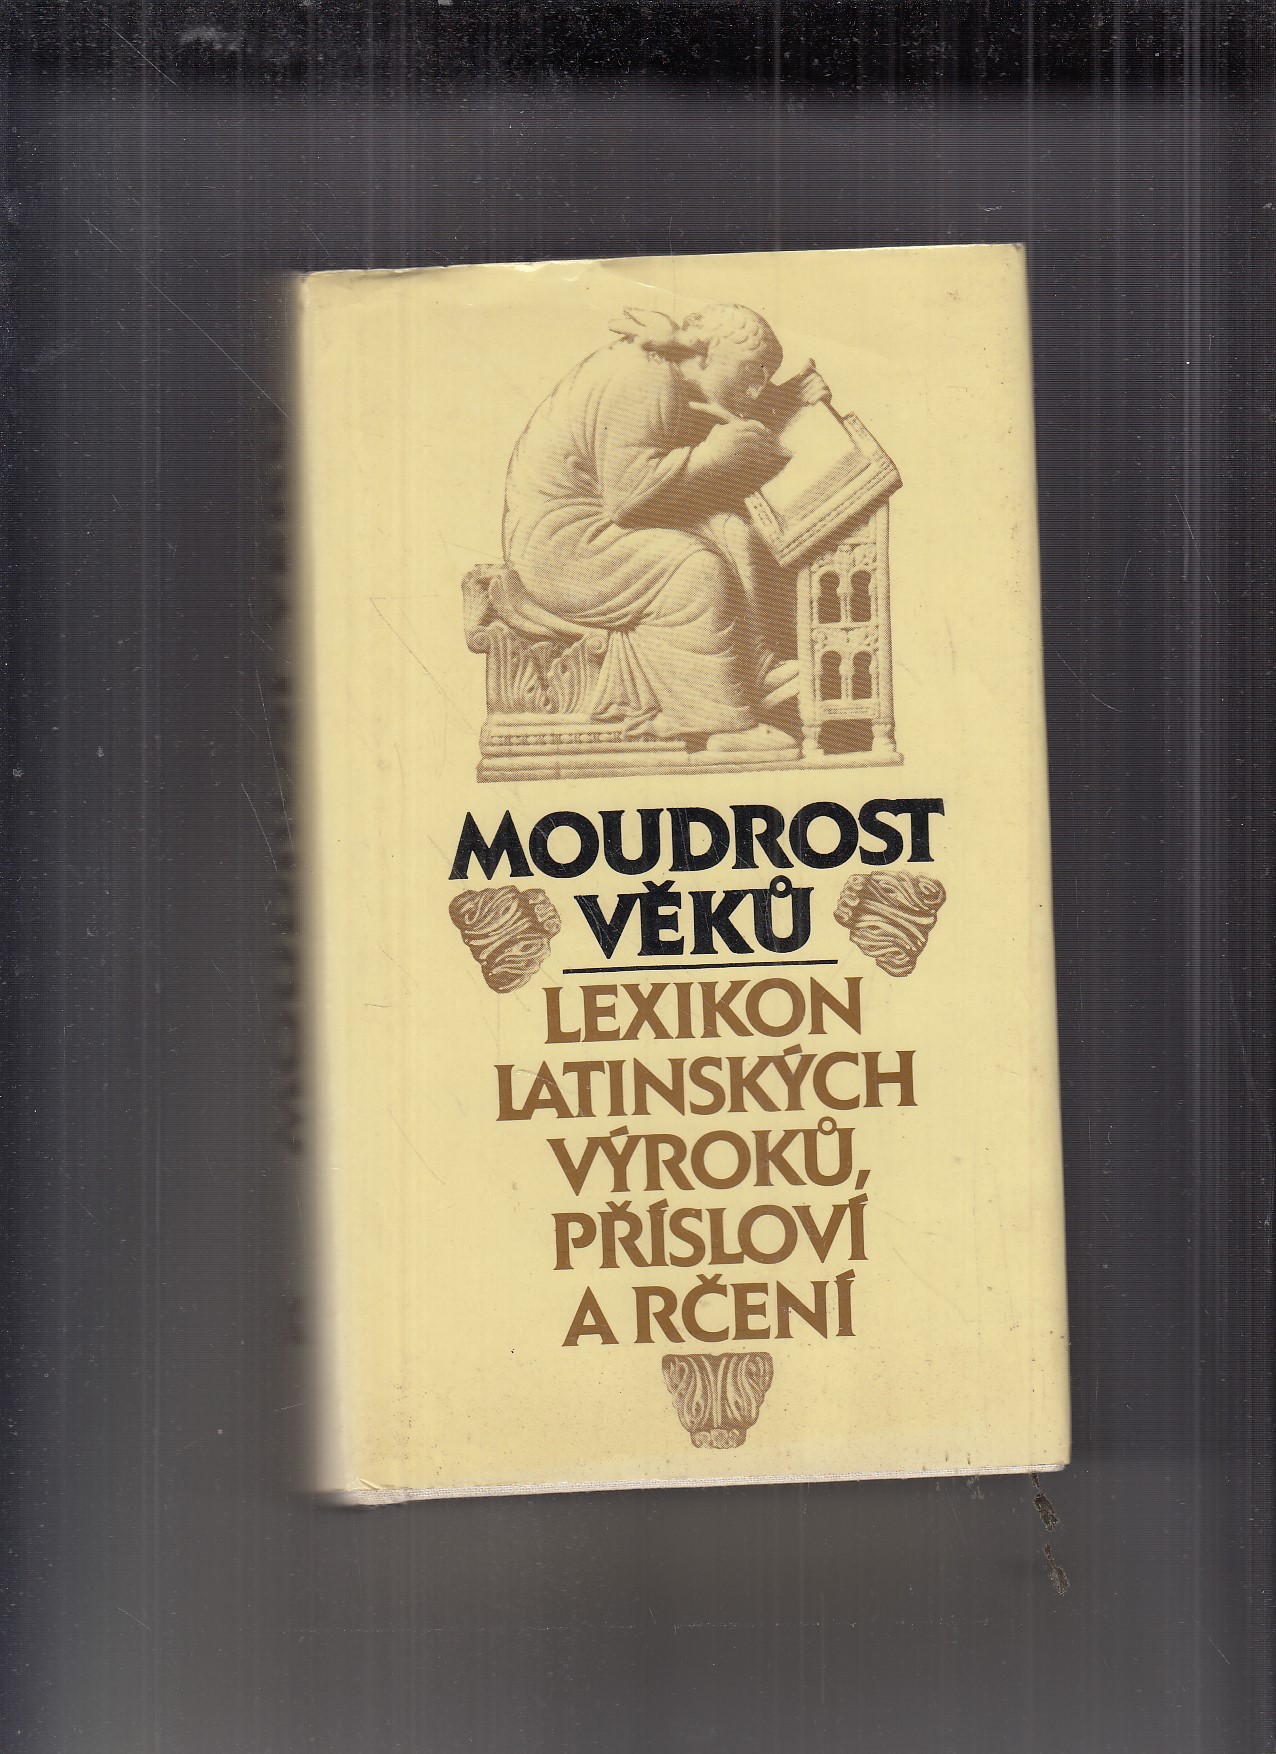 MOUDROST
VĚKŮ
LEXIKON
LATINSKÝCH
VÝROKŮ,
PŘÍSLOVÍ
A RČENÍ